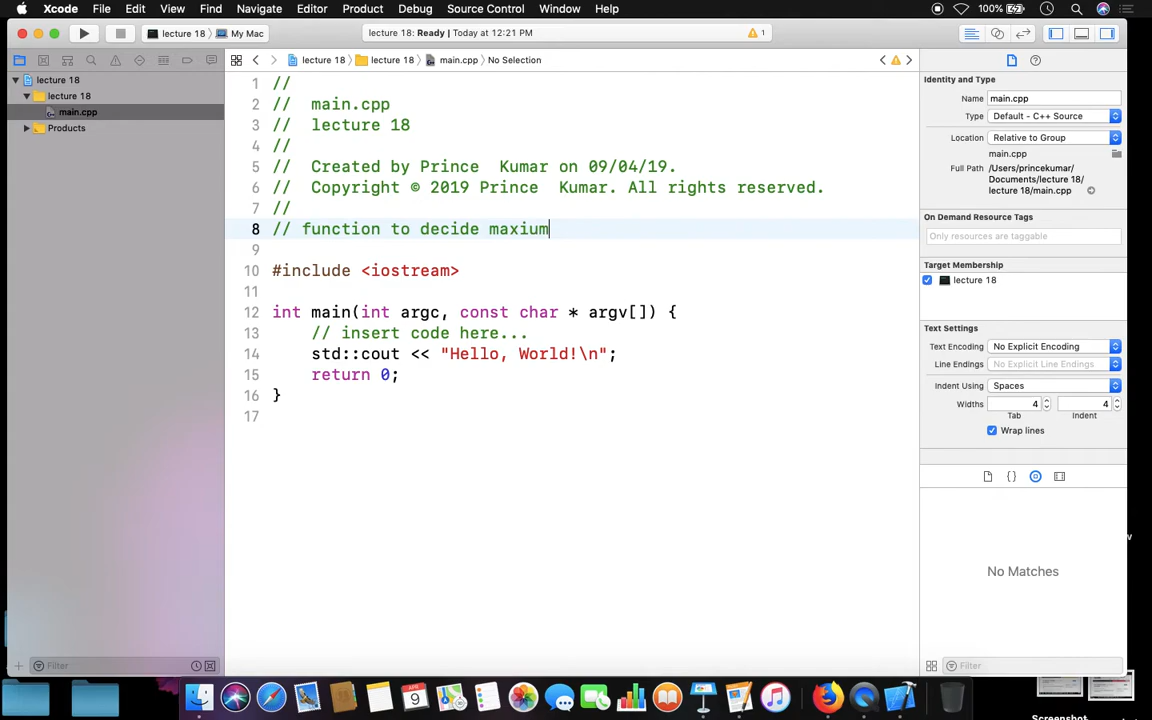 Xcode File Edit View Find Navigate Editor Product Debug Source Control Window Help 100%
lecture 18 My Mac lecture 18: Ready | Today at 12:21 PM 1
lecture 18 lecture 18 main.cpp No Selection
lecture 18
lecture 18
main.cpp
Products
1 //
2 //  main.cpp
3 //  lecture 18
4 //
5 //  Created by Prince  Kumar on 09/04/19.
6 //  Copyright © 2019 Prince  Kumar. All rights reserved.
7 //
8 // function to decide maxium
9
10 #include <iostream>
11
12 int main(int argc, const char * argv[]) {
13     // insert code here...
14     std::cout << "Hello, World!\n";
15     return 0;
16 }
17
Identity and Type
Name main.cpp
Type Default - C++ Source
Location Relative to Group
main.cpp
Full Path /Users/princekumar/
Documents/lecture 18/
lecture 18/main.cpp
On Demand Resource Tags
Only resources are taggable
Target Membership
lecture 18
Text Settings
Text Encoding No Explicit Encoding
Line Endings No Explicit Line Endings
Indent Using Spaces
Widths 4 4
Tab Indent
Wrap lines
{}
No Matches
Filter
Filter
APR
9
Screenshot